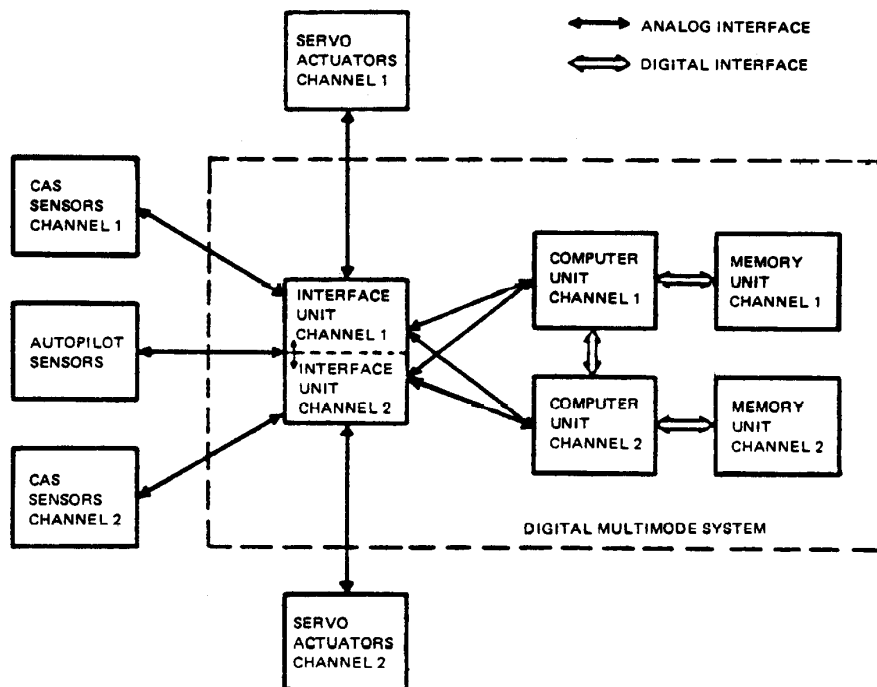 SERVO
ACTUATORS
CHANNEL 1
ANALOG INTERFACE
DIGITAL INTERFACE
CAS
SENSORS
CHANNEL 1
AUTOPILOT
SENSORS
CAS
SENSORS
CHANNEL 2
INTERFACE
UNIT
CHANNEL 1
INTERFACE
UNIT
CHANNEL 2
COMPUTER
UNIT
CHANNEL 1
MEMORY
UNIT
CHANNEL 1
COMPUTER
UNIT
CHANNEL 2
MEMORY
UNIT
CHANNEL 2
DIGITAL MULTIMODE SYSTEM
SERVO
ACTUATORS
CHANNEL 2